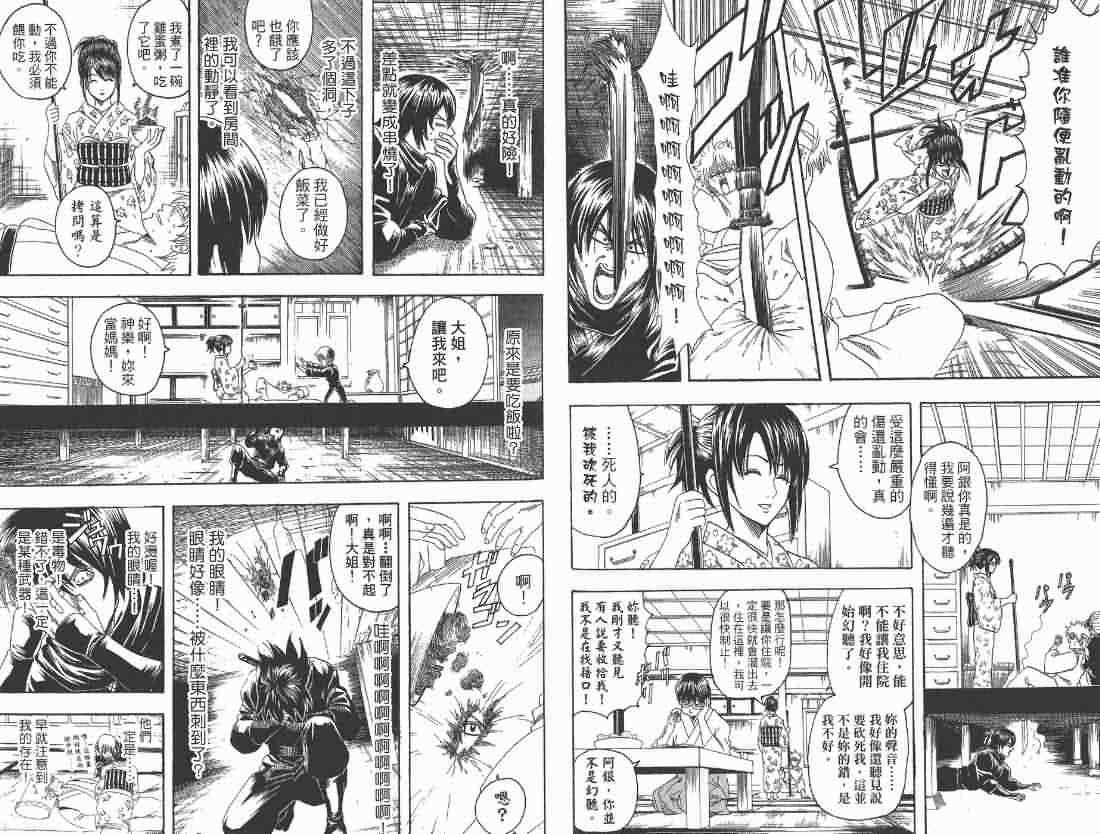 誰准你隨便亂動的啊！
哇啊啊啊啊啊啊啊啊啊！
阿銀你真是的，
我要說幾遍才聽
得懂啊。
受這麼嚴重的
傷還亂動，真
的會……
……死人的。
被我砍死的。
不好意思，能
不能讓我住院
啊？我好像開
始幻聽了
妳的聲音……
我好像還聽見說
要砍死我，這並
不是妳的錯，是
我不好。
那怎麼行呢！
要是讓你住院，一
定很快就會溜出去
，住在這裡，我可
以很快制止！
妳聽！
我剛才又聽見
有人說要收拾我！
我不是在找藉口！
阿銀，你並
不是幻聽！
啊……真的好險！
差點就變成串燒了！
不過這下子
多了個洞…
我可以看到房間
裡的動靜了。
你應該
也餓了
吧？
我已經做好
飯菜了。
我煮了一碗
雞蛋粥，吃
了它吧。
不過你不能
動，我必須
餵你吃。
這算是
拷問嗎？
原來是要吃飯啦？
大姐，
讓我來吧。
好啊！
神樂，妳來
當媽媽！
啊！
嗯？
啊啊…翻倒了
，真是對不起
啊！大姐！
哇啊啊啊啊啊啊啊啊！
我的眼睛！
眼睛好像……被什麼東西刺到了？
好燙喔！
我的眼睛……
是毒物！
錯不了，這一定
是某種武器！
他們
一定是……
早就注意到
我的存在！